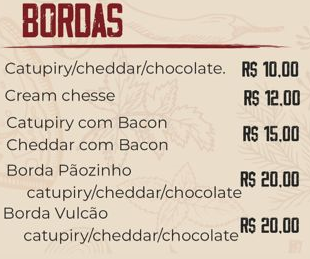 BORDAS
Catupiry/cheddar/chocolate. R$ 10,00
Cream chesse R$ 12,00
Catupiry com Bacon
Cheddar com Bacon R$ 15,00
Borda Pãozinho
catupiry/cheddar/chocolate R$ 20,00
Borda Vulcão
catupiry/cheddar/chocolate R$ 20,00